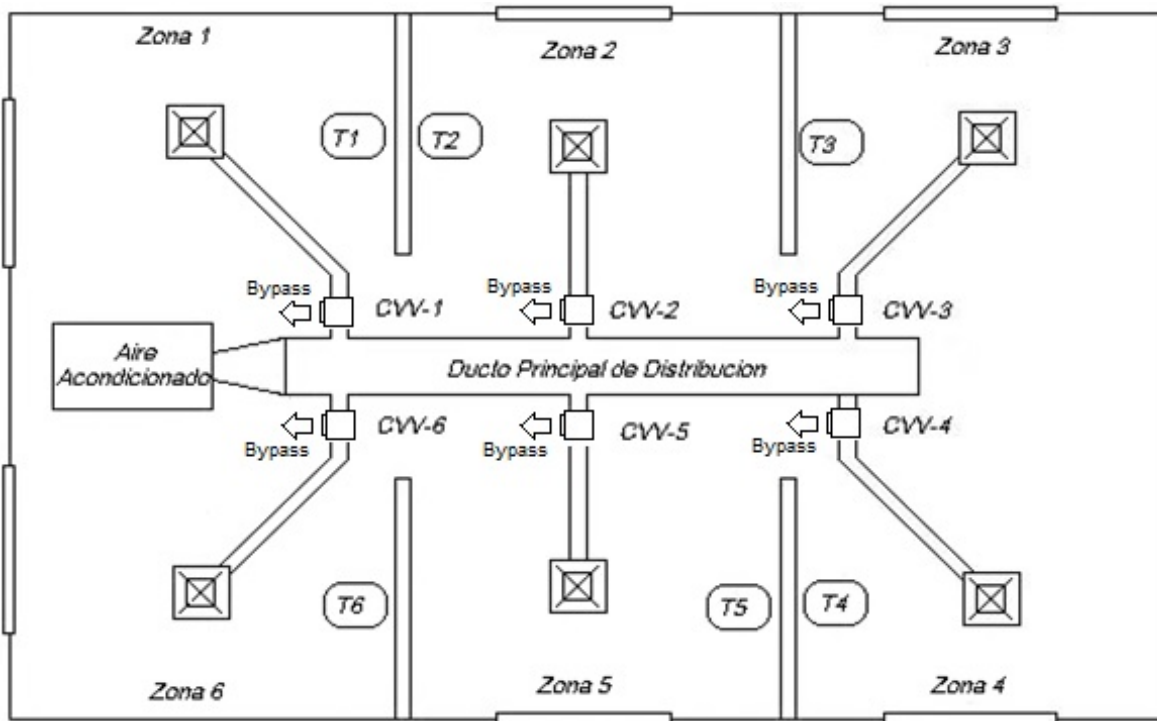 Zona 1
Zona 2
Zona 3
T1
T2
T3
Bypass
CVV-1
Bypass
CVV-2
Bypass
CVV-3
Aire
Acondicionado
Ducto Principal de Distribucion
Bypass
CVV-6
Bypass
CVV-5
Bypass
CVV-4
T6
T5
T4
Zona 6
Zona 5
Zona 4